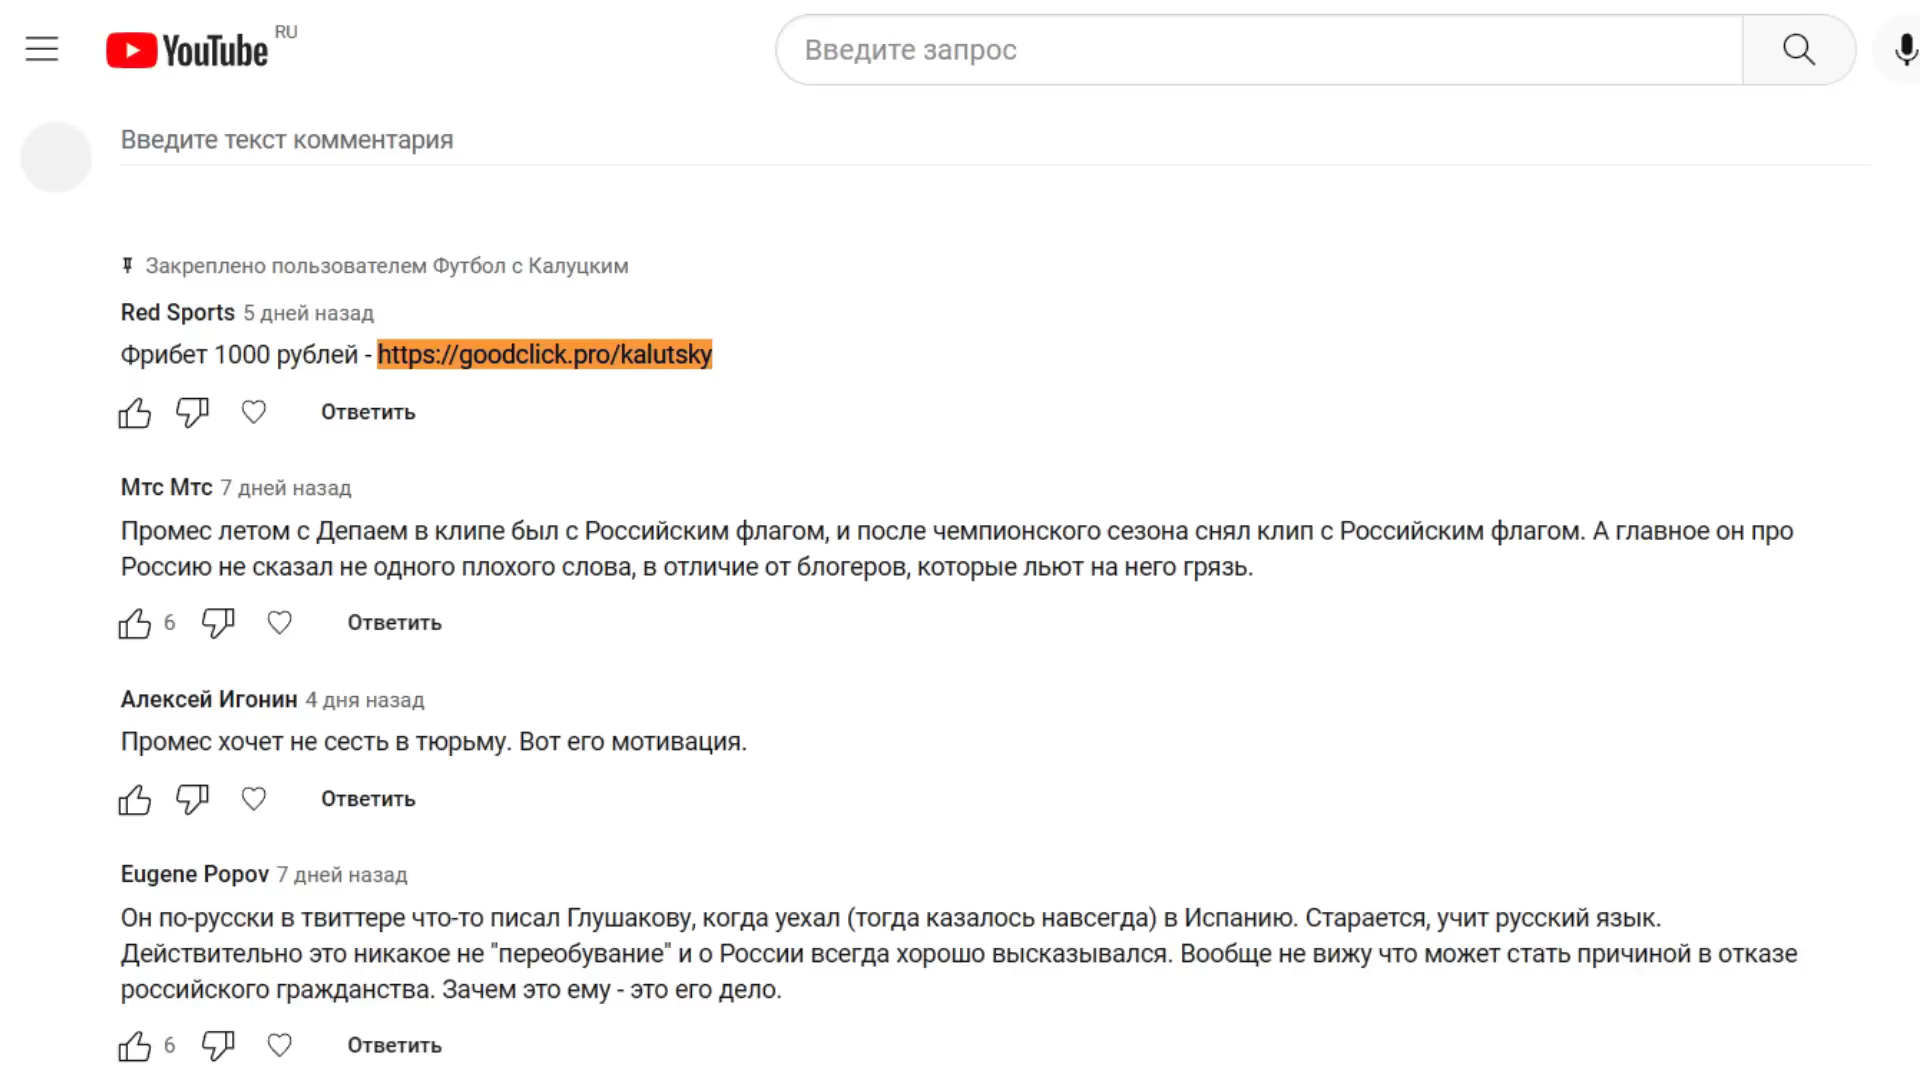 YouTube RU
Введите запрос
Введите текст комментария
Закреплено пользователем Футбол с Калуцким
Red Sports 5 дней назад
Фрибет 1000 рублей - https://goodclick.pro/kalutsky
Ответить
Мтс Мтс 7 дней назад
Промес летом с Депаем в клипе был с Российским флагом, и после чемпионского сезона снял клип с Российским флагом. А главное он про
Россию не сказал не одного плохого слова, в отличие от блогеров, которые льют на него грязь.
6 Ответить
Алексей Игонин 4 дня назад
Промес хочет не сесть в тюрьму. Вот его мотивация.
Ответить
Eugene Popov 7 дней назад
Он по-русски в твиттере что-то писал Глушакову, когда уехал (тогда казалось навсегда) в Испанию. Старается, учит русский язык.
Действительно это никакое не "переобувание" и о России всегда хорошо высказывался. Вообще не вижу что может стать причиной в отказе
российского гражданства. Зачем это ему - это его дело.
6 Ответить